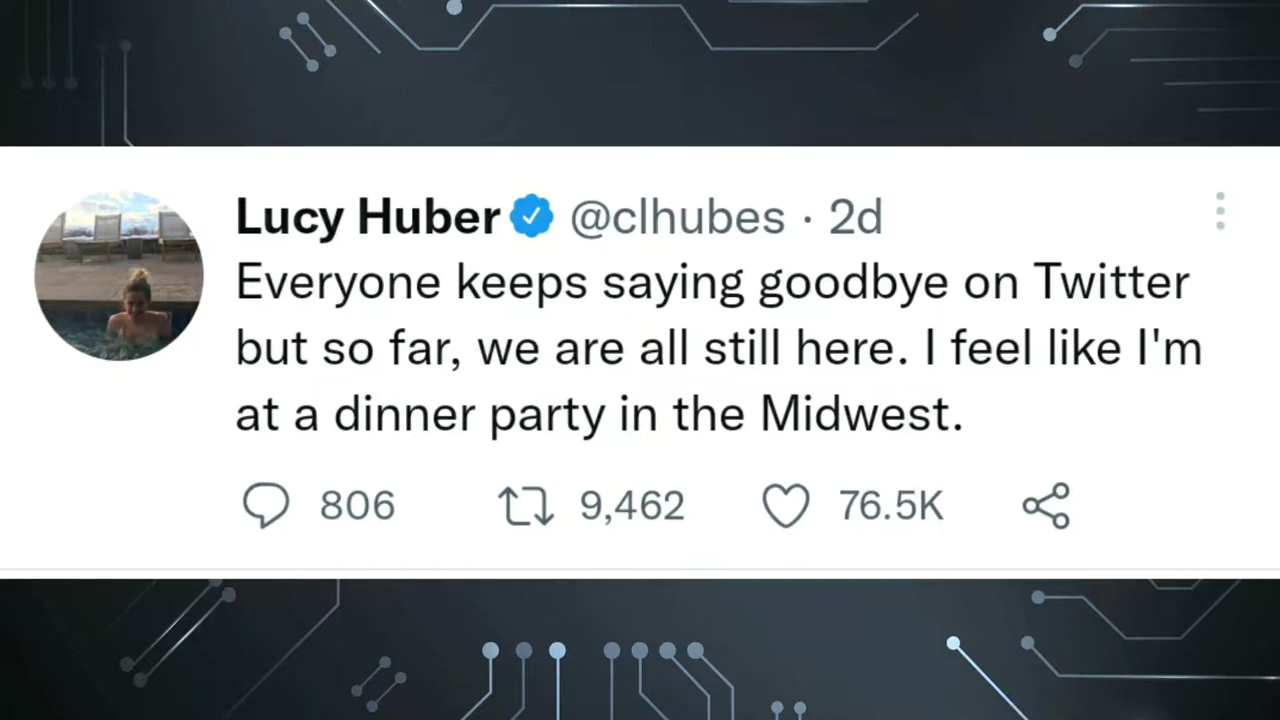 Lucy Huber @clhubes · 2d
Everyone keeps saying goodbye on Twitter
but so far, we are all still here. I feel like I'm
at a dinner party in the Midwest.
806 9,462 76.5K